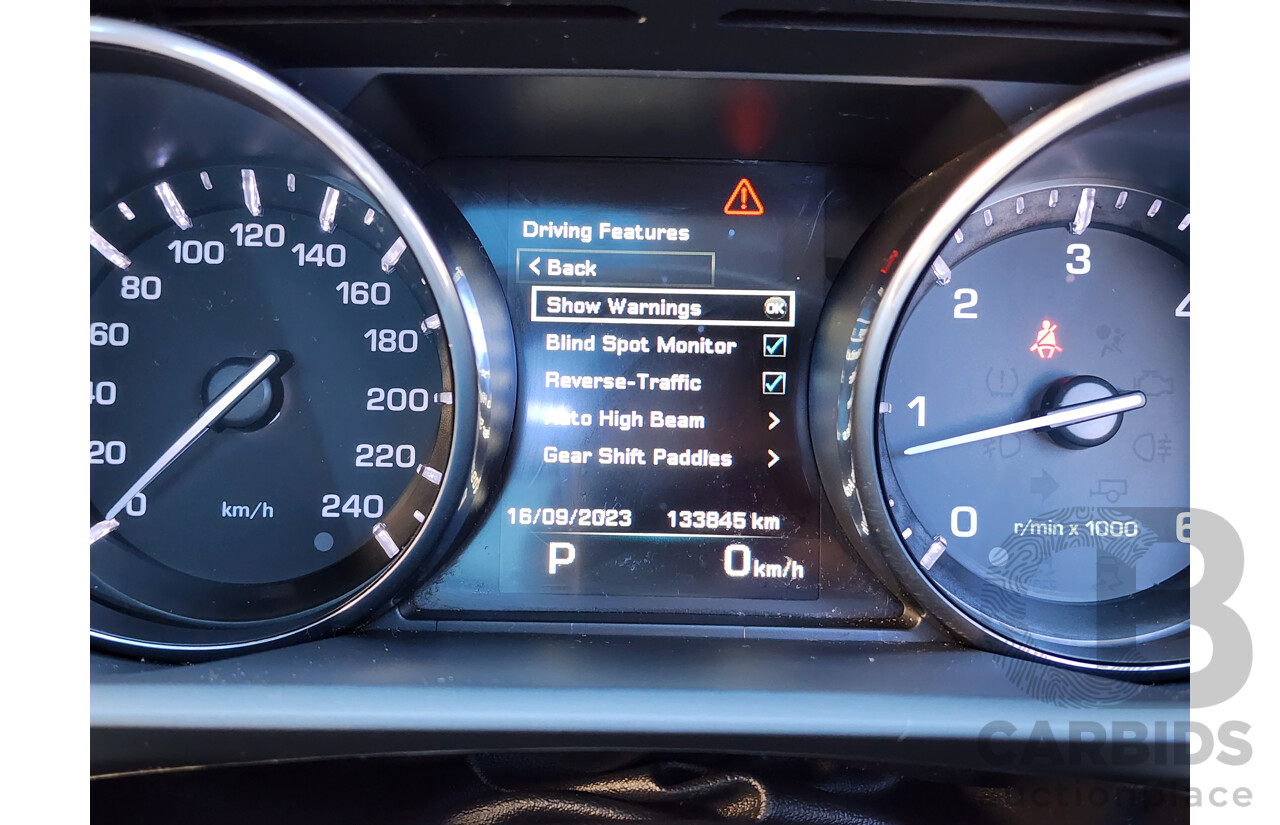 Driving Features
< Back
Show Warnings OK
Blind Spot Monitor
Reverse-Traffic
Auto High Beam >
Gear Shift Paddles >
16/09/2023 133845 km
P 0 km/h
0
20
60
80
100
120
140
160
180
200
220
240
km/h
0
1
2
3
4
6
r/min x 1000
B
CARBIDS